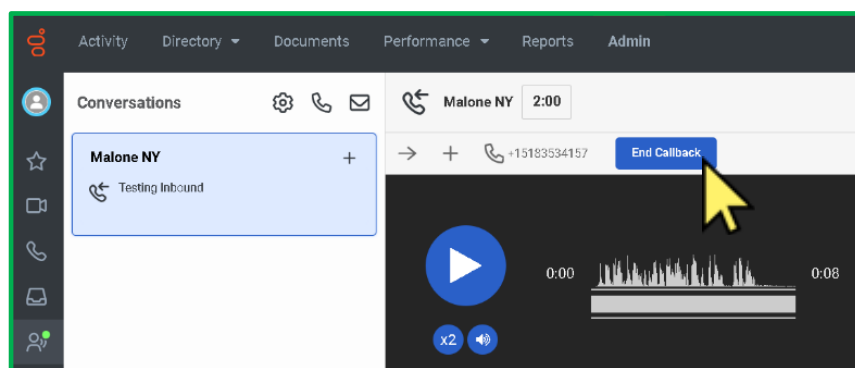 Activity Directory Documents Performance Reports Admin
Conversations
Malone NY 2:00
Malone NY
Testing Inbound
+15183534157 End Callback
0:00 0:08
x2